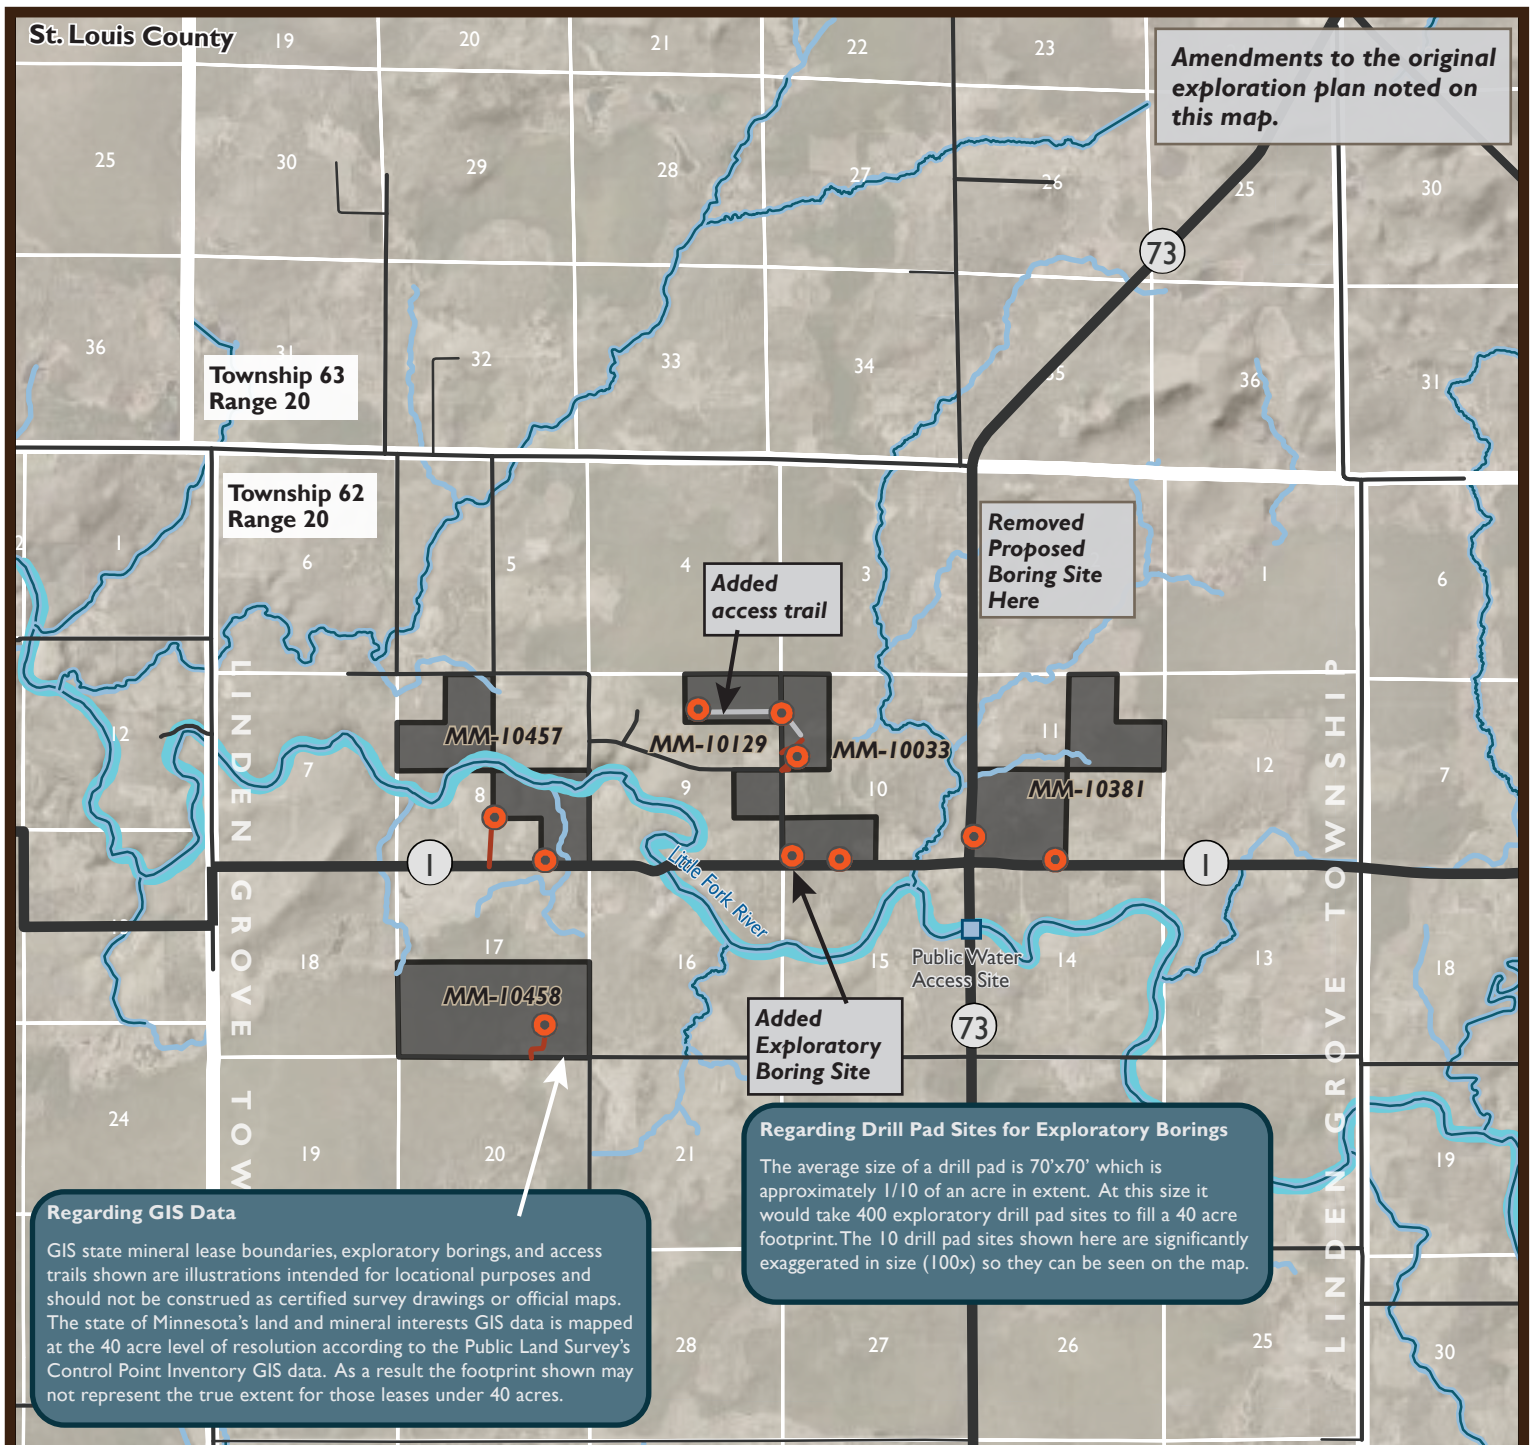 St. Louis County
19
20
21
22
23
Amendments to the original
exploration plan noted on
this map.
25
30
29
28
27
26
25
30
73
36
31
32
33
34
35
36
31
Township 63
Range 20
Township 62
Range 20
2
1
6
5
4
3
Removed
Proposed
Boring Site
Here
1
6
Added
access trail
12
7
8
9
10
11
12
7
MM-10457
MM-10129
MM-10033
MM-10381
LINDEN GROVE TOW
LINDEN GROVE TOWNSHIP
1
1
Little Fork River
18
17
16
15
14
13
18
Public Water
Access Site
MM-10458
73
Added
Exploratory
Boring Site
24
19
20
21
19
Regarding Drill Pad Sites for Exploratory Borings
The average size of a drill pad is 70'x70' which is
approximately 1/10 of an acre in extent. At this size it
would take 400 exploratory drill pad sites to fill a 40 acre
footprint. The 10 drill pad sites shown here are significantly
exaggerated in size (100x) so they can be seen on the map.
Regarding GIS Data
GIS state mineral lease boundaries, exploratory borings, and access
trails shown are illustrations intended for locational purposes and
should not be construed as certified survey drawings or official maps.
The state of Minnesota's land and mineral interests GIS data is mapped
at the 40 acre level of resolution according to the Public Land Survey's
Control Point Inventory GIS data. As a result the footprint shown may
not represent the true extent for those leases under 40 acres.
28
27
26
25
30